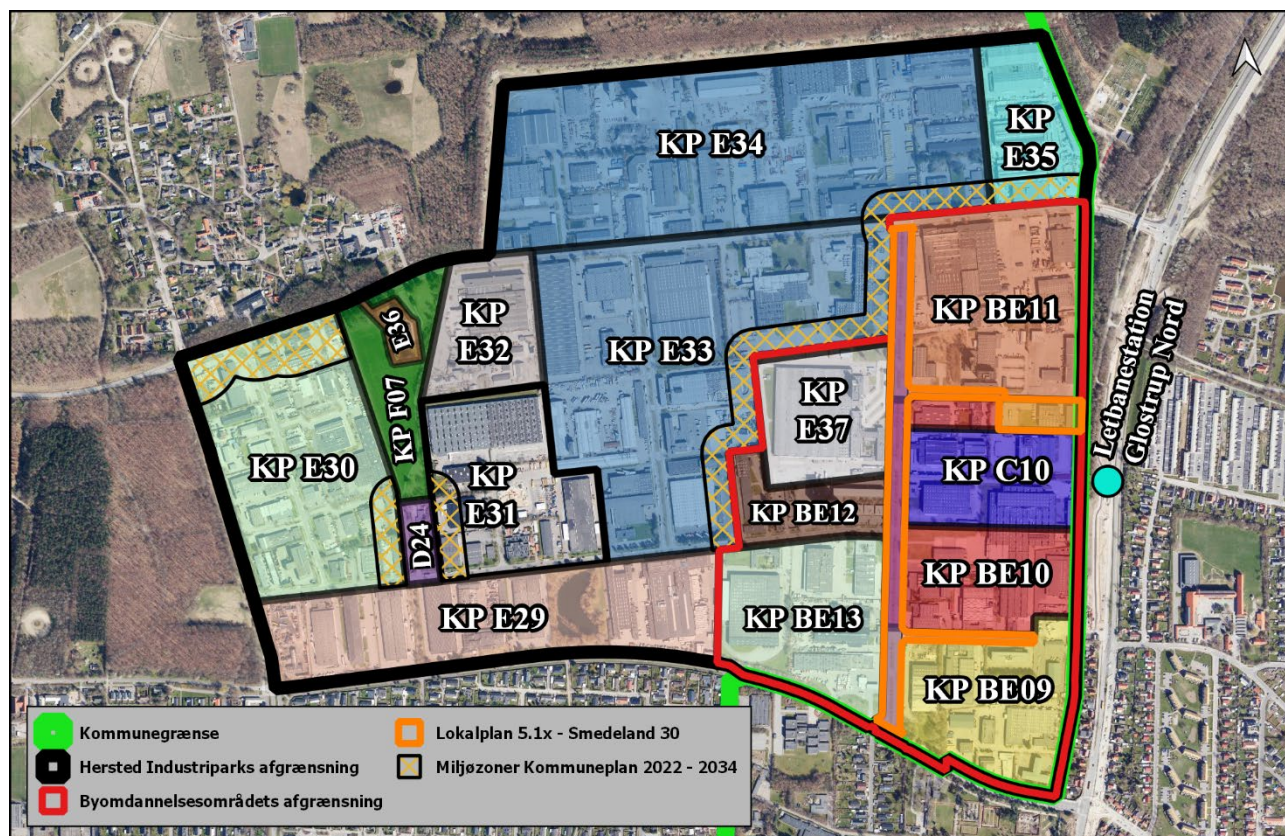 KP E34
KP
E35
KP BE11
E36
KP
E32
KP E33
KP F07
KP
E37
KP E30
KP
E31
KP C10
Letbanestation
Glostrup Nord
KP BE12
D24
KP BE10
KP E29
KP BE13
KP BE09
Kommunegrænse
Hersted Industriparks afgrænsning
Byomdannelsesområdets afgrænsning
Lokalplan 5.1x - Smedeland 30
Miljøzoner Kommuneplan 2022 - 2034